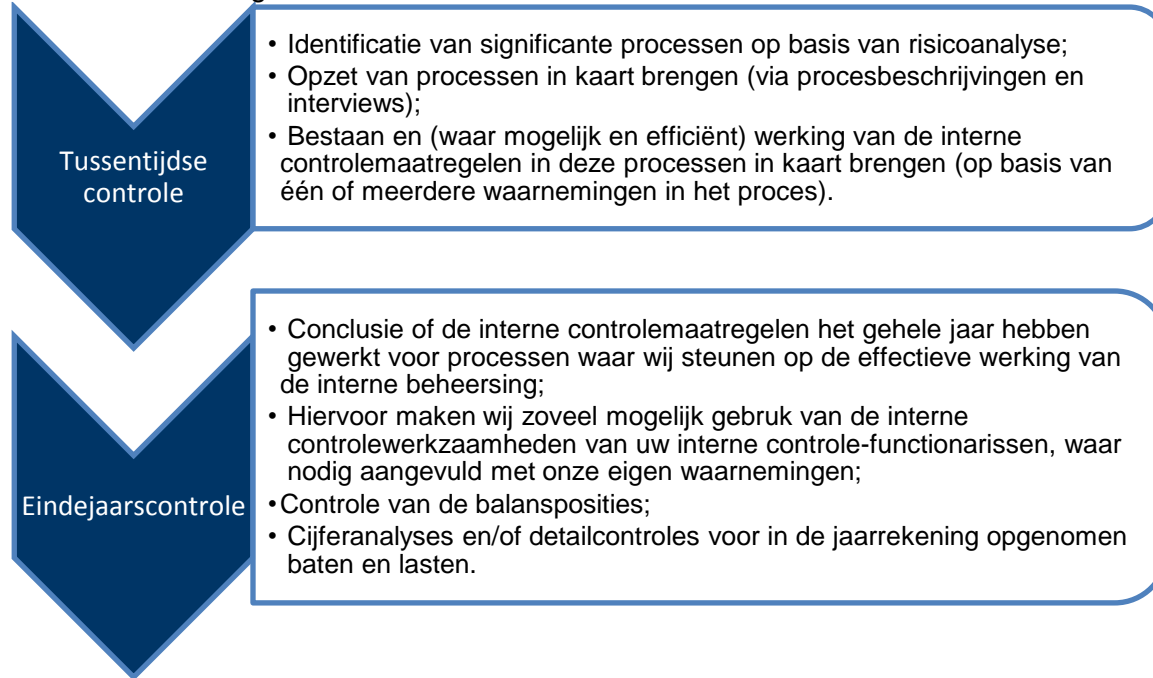 • Identificatie van significante processen op basis van risicoanalyse;
• Opzet van processen in kaart brengen (via procesbeschrijvingen en
interviews);
• Bestaan en (waar mogelijk en efficiënt) werking van de interne
controlemaatregelen in deze processen in kaart brengen (op basis van
één of meerdere waarnemingen in het proces).
Tussentijdse
controle
• Conclusie of de interne controlemaatregelen het gehele jaar hebben
gewerkt voor processen waar wij steunen op de effectieve werking van
de interne beheersing;
• Hiervoor maken wij zoveel mogelijk gebruk van de interne
controlewerkzaamheden van uw interne controle-functionarissen, waar
nodig aangevuld met onze eigen waarnemingen;
• Controle van de balansposities;
• Cijferanalyses en/of detailcontroles voor in de jaarrekening opgenomen
baten en lasten.
Eindejaarscontrole